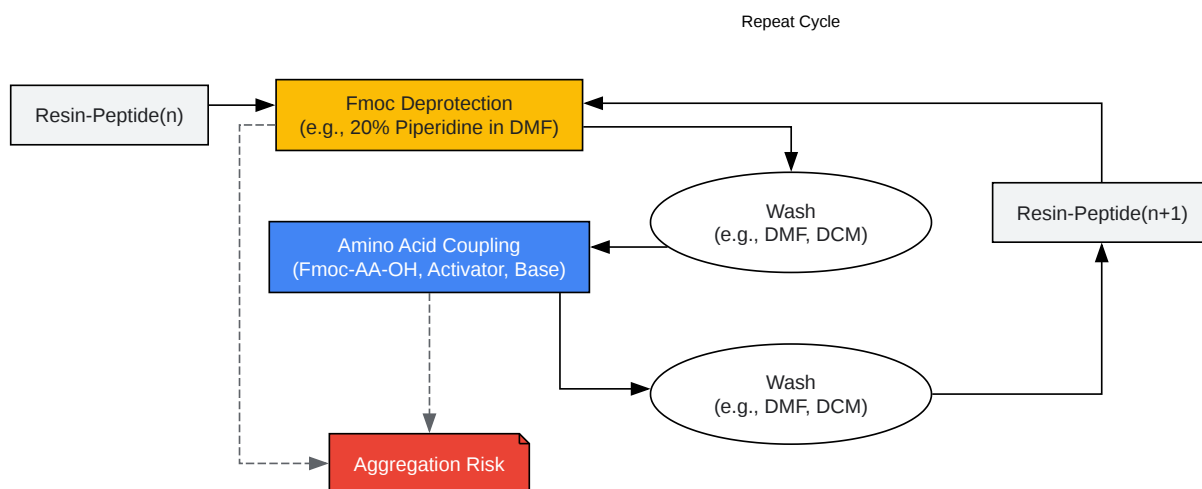 Repeat Cycle
Resin-Peptide(n)
Fmoc Deprotection
(e.g., 20% Piperidine in DMF)
Wash
(e.g., DMF, DCM)
Resin-Peptide(n+1)
Amino Acid Coupling
(Fmoc-AA-OH, Activator, Base)
Wash
(e.g., DMF, DCM)
Aggregation Risk